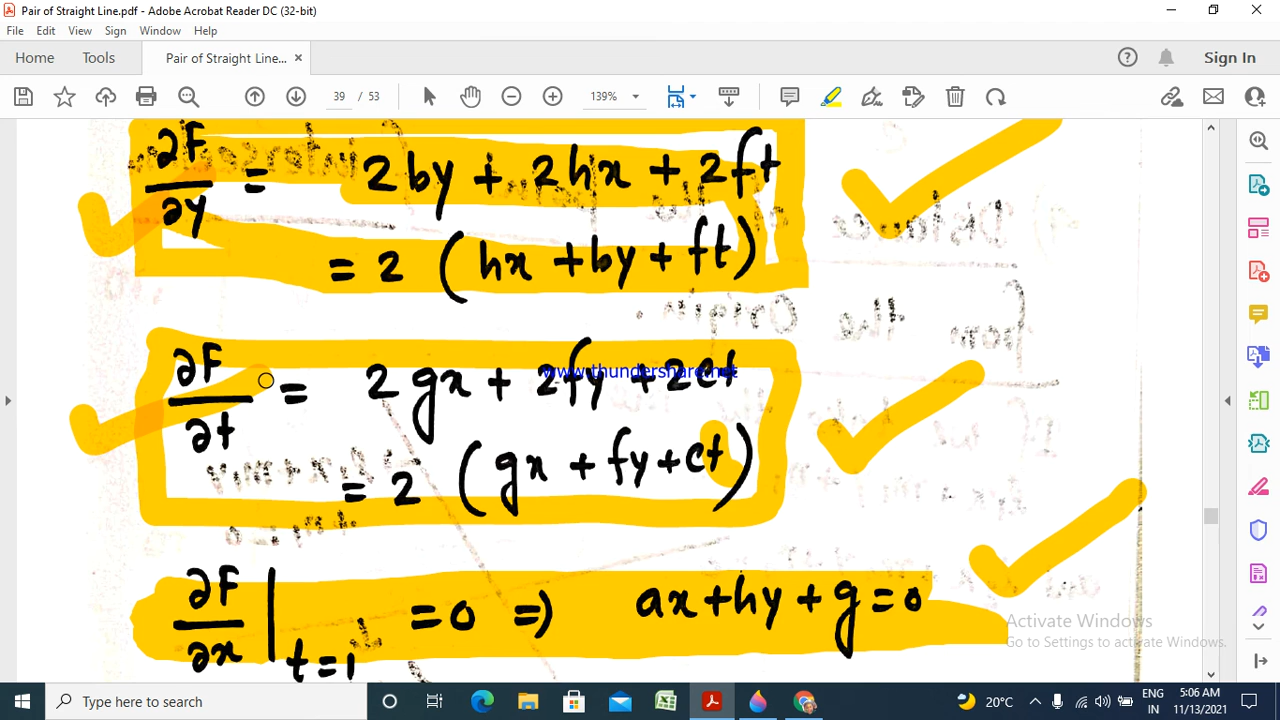 Pair of Straight Line.pdf - Adobe Acrobat Reader DC (32-bit)
File Edit View Sign Window Help
Home Tools Pair of Straight Line... × Sign In
39 / 53 139%
∂F/∂y = 2by + 2hx + 2ft
= 2 (hx + by + ft)
∂F/∂t = 2gx + 2fy + 2ct
www.thundershare.net
= 2 (gx + fy + ct)
∂F/∂x |t=1 = 0 ⇒ ax + hy + g = 0
Activate Windows
Go to Settings to activate Windows.
Type here to search
20°C ENG 5:06 AM
IN 11/13/2021